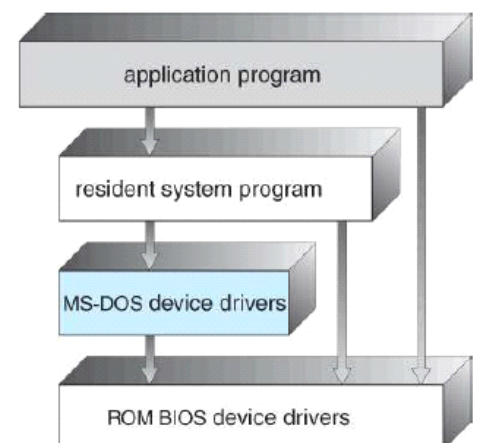 application program
resident system program
MS-DOS device drivers
ROM BIOS device drivers